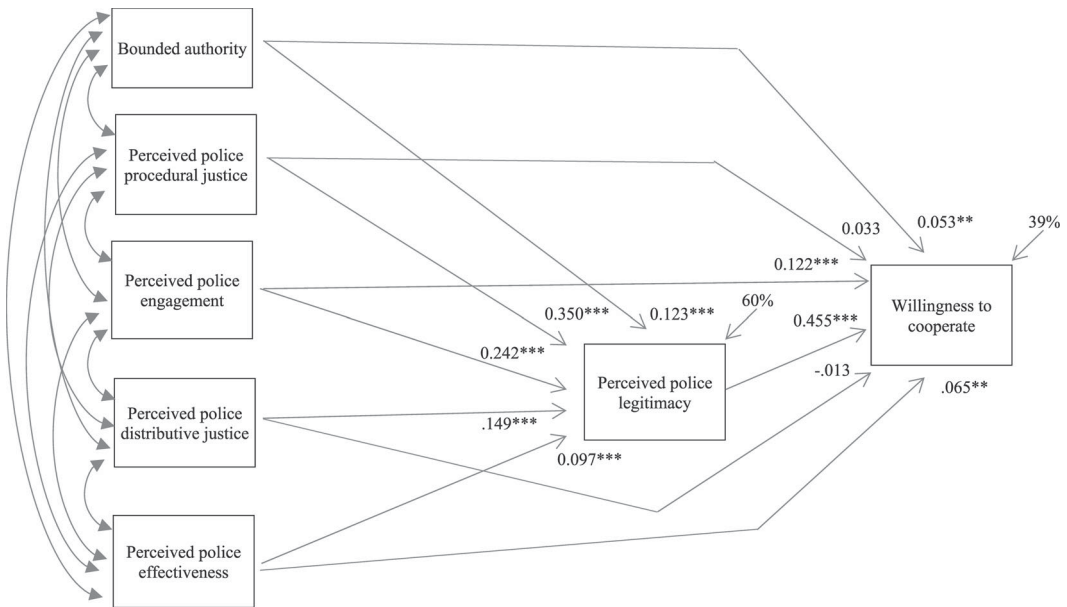 Bounded authority
Perceived police
procedural justice
Perceived police
engagement
Perceived police
distributive justice
Perceived police
effectiveness
Perceived police
legitimacy
Willingness to
cooperate
0.033
0.053**
39%
0.122***
0.350***
0.123***
60%
0.455***
0.242***
-.013
.065**
.149***
0.097***